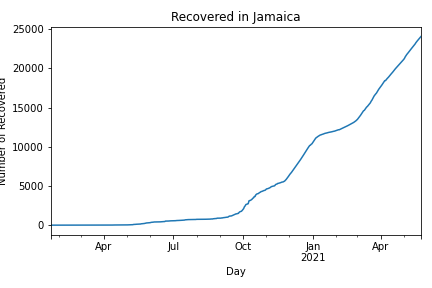 Recovered in Jamaica
Number of Recovered
25000
20000
15000
10000
5000
0
Apr
Jul
Oct
Jan
2021
Apr
Day